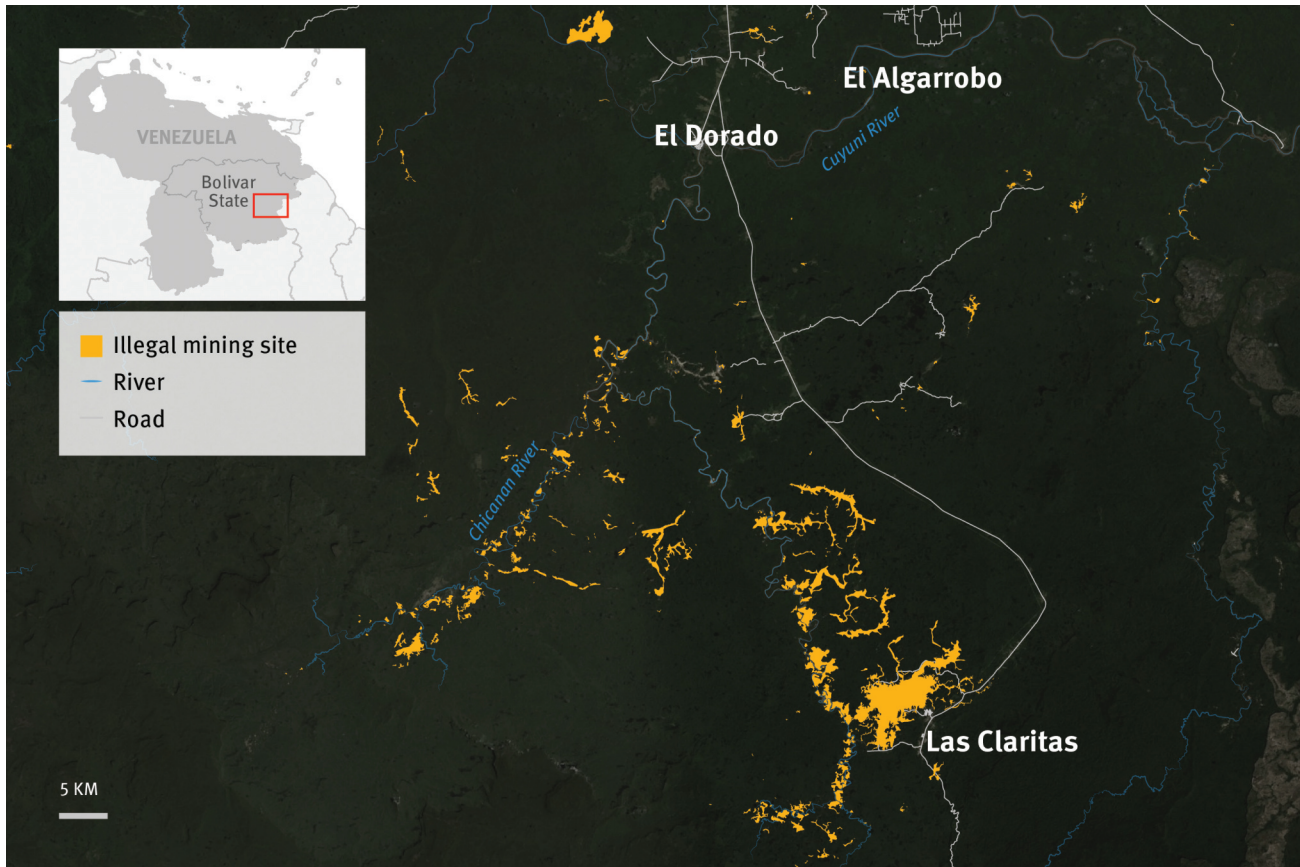 VENEZUELA
Bolivar
State
Illegal mining site
River
Road
El Algarrobo
El Dorado
Cuyuni River
Chicanan River
Las Claritas
5 KM